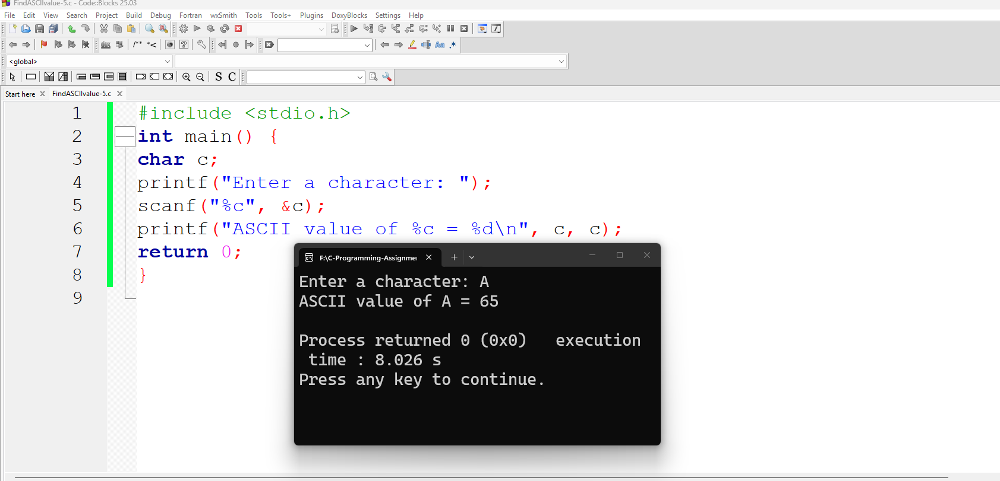 FindASCIIvalue-5.c - Code::Blocks 25.03
File Edit View Search Project Build Debug Fortran wxSmith Tools Tools+ Plugins DoxyBlocks Settings Help
/** *<
Aa .*
<global>
S C
Start here FindASCIIvalue-5.c
1 #include <stdio.h>
2 int main() {
3 char c;
4 printf("Enter a character: ");
5 scanf("%c", &c);
6 printf("ASCII value of %c = %d\n", c, c);
7 return 0;
8 }
9
F:\C-Programming-Assignmer
Enter a character: A
ASCII value of A = 65
Process returned 0 (0x0)   execution
 time : 8.026 s
Press any key to continue.